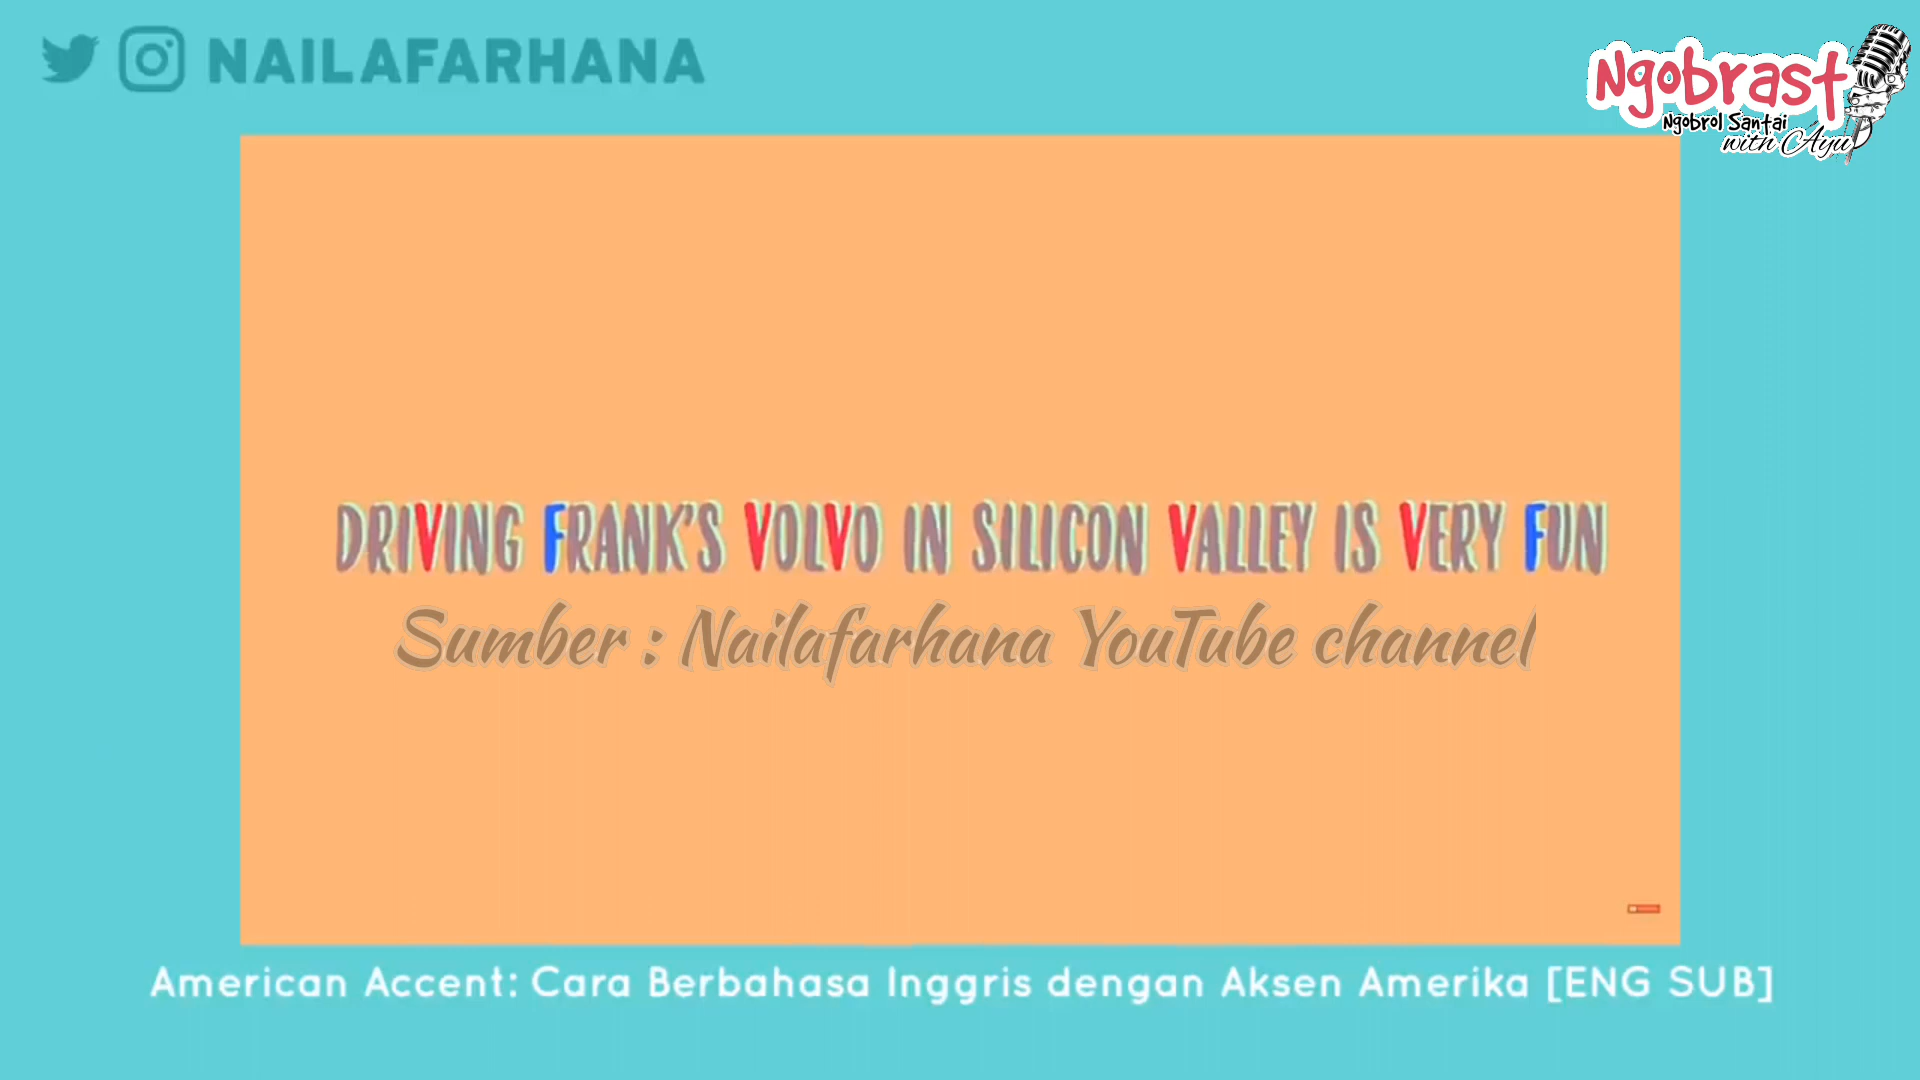 NAILAFARHANA
Ngobrast
Ngobrol Santai
with Ayu
DRIVING FRANK'S VOLVO IN SILICON VALLEY IS VERY FUN
Sumber : Nailafarhana YouTube channel
American Accent: Cara Berbahasa Inggris dengan Aksen Amerika [ENG SUB]